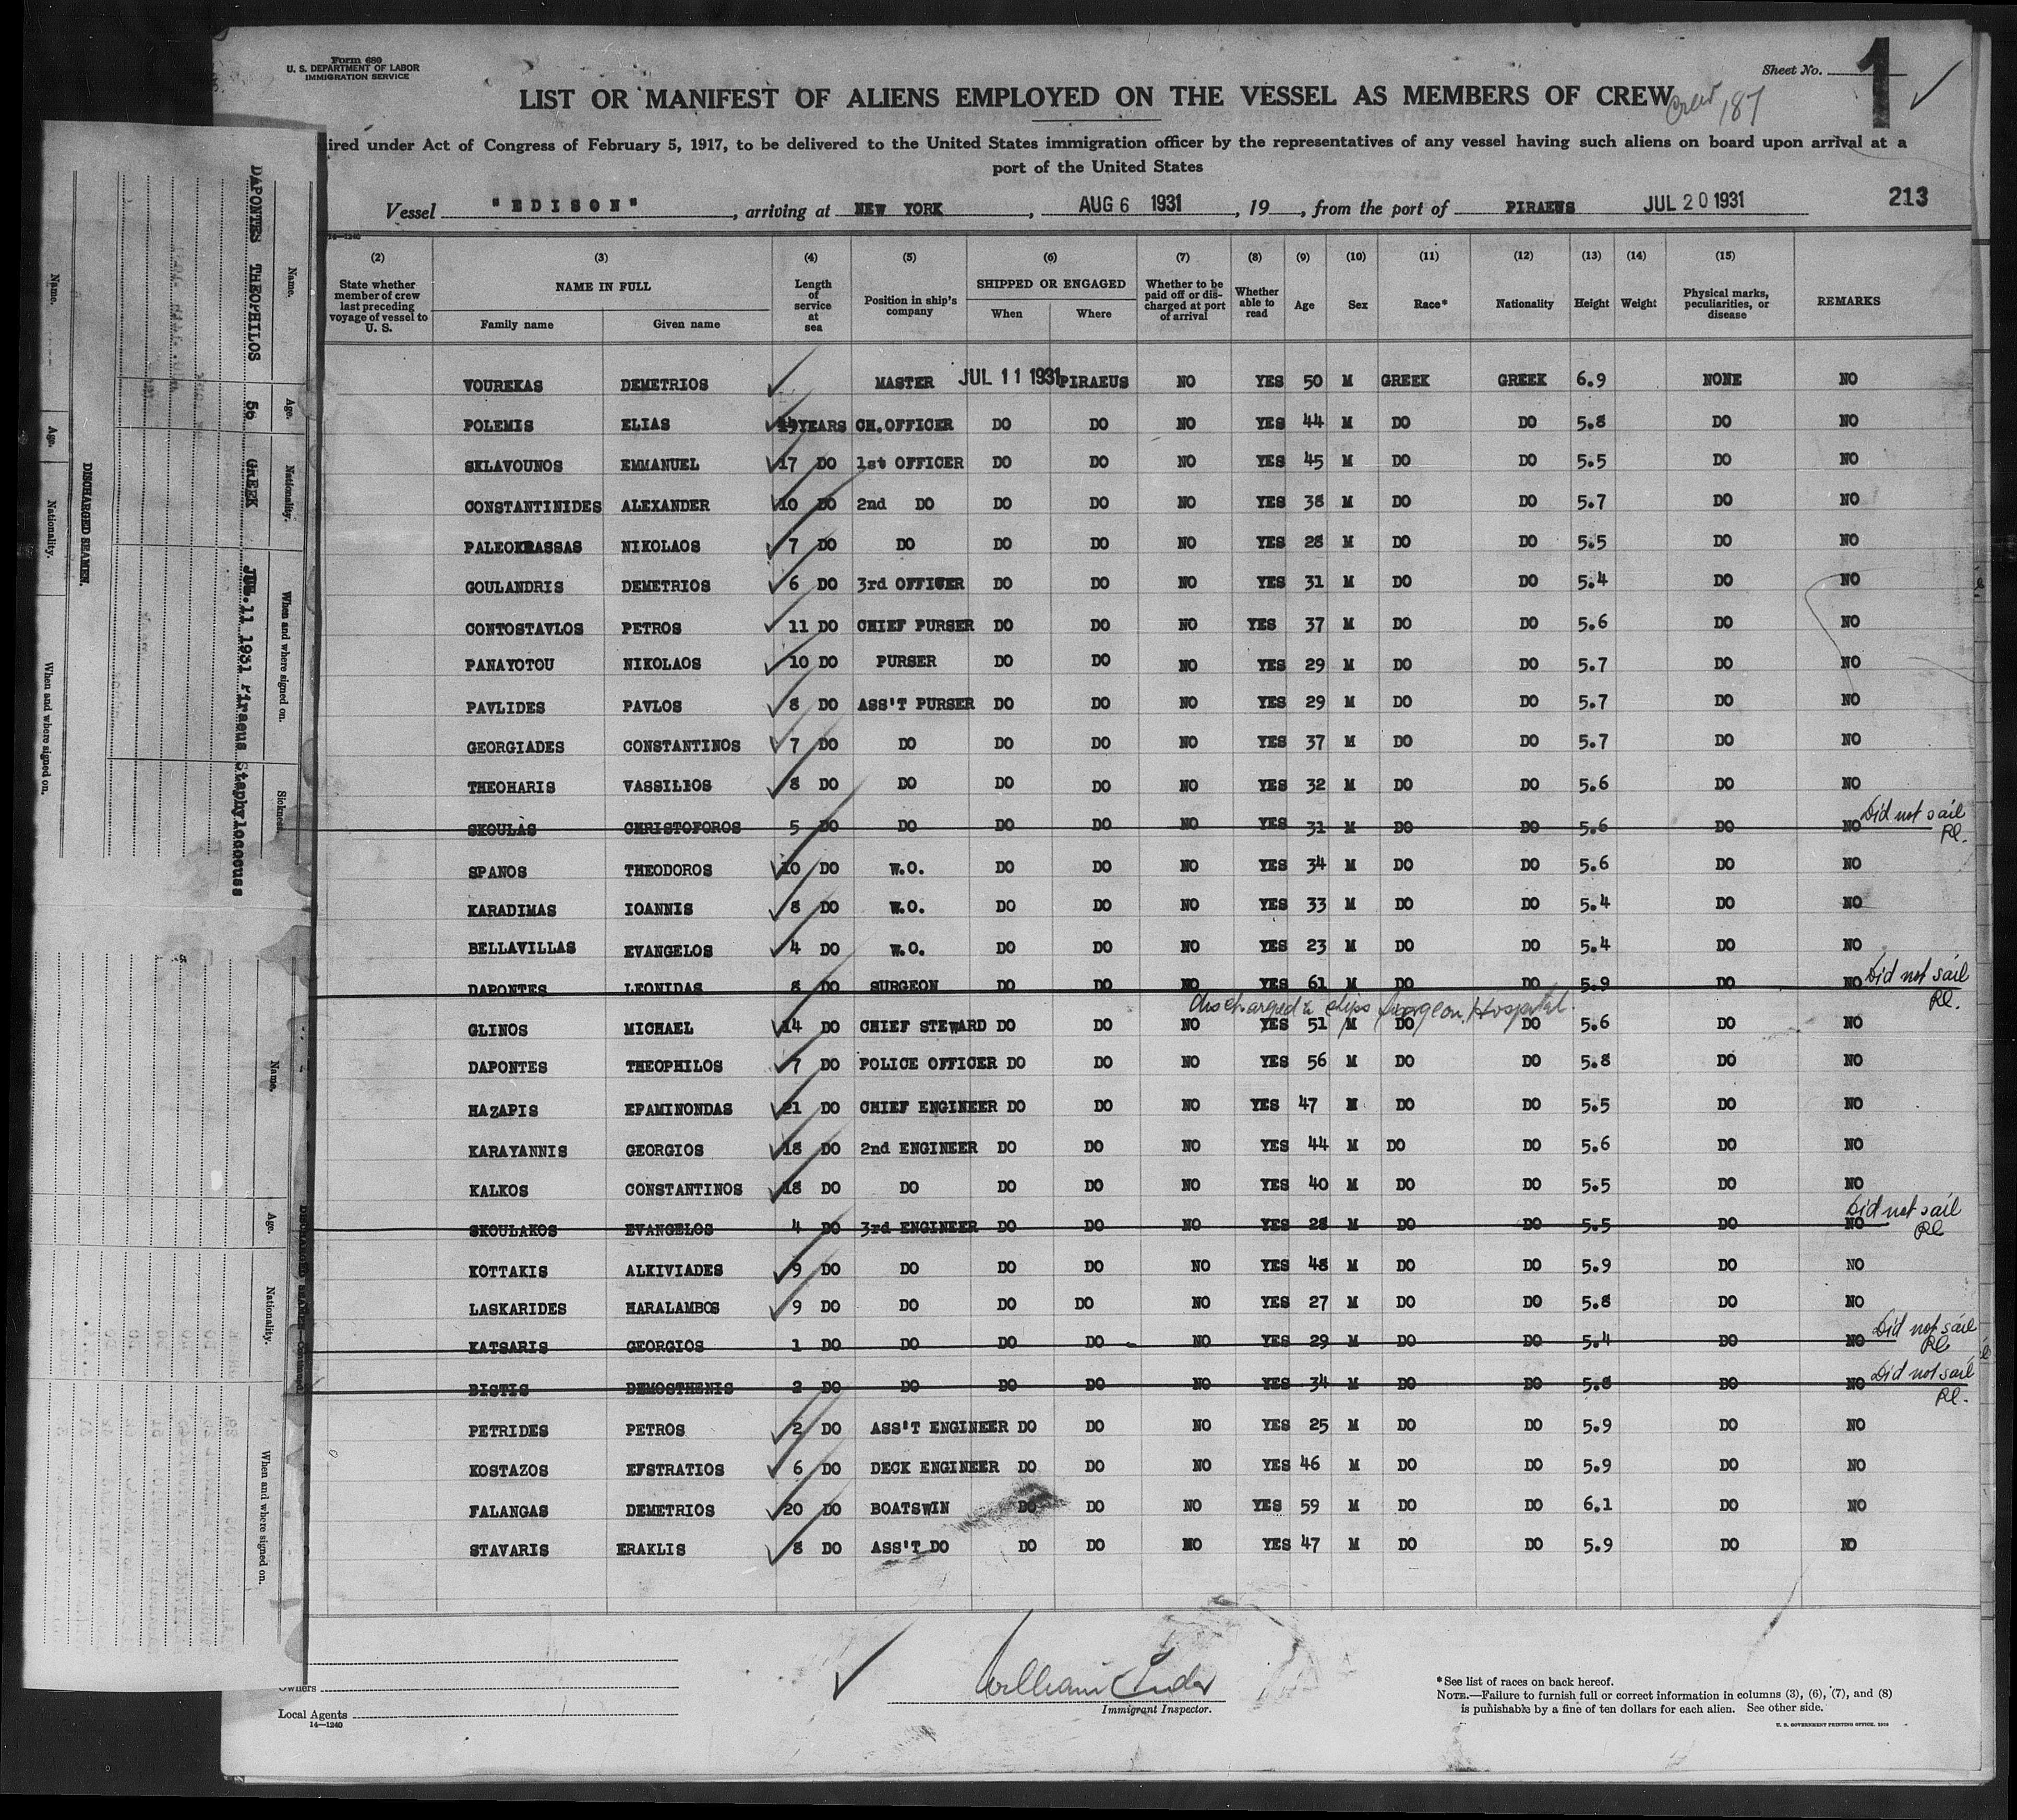 Form 680
U. S. DEPARTMENT OF LABOR
IMMIGRATION SERVICE
Sheet No. 1
LIST OR MANIFEST OF ALIENS EMPLOYED ON THE VESSEL AS MEMBERS OF CREW
Crew 187
ired under Act of Congress of February 5, 1917, to be delivered to the United States immigration officer by the representatives of any vessel having such aliens on board upon arrival at a
port of the United States
Vessel "EDISON", arriving at NEW YORK, AUG 6 1931, 19, from the port of PIRAEUS JUL 20 1931
213
14—1240
(2) (3) (4) (5) (6) (7) (8) (9) (10) (11) (12) (13) (14) (15)
State whether member of crew last preceding voyage of vessel to U. S. NAME IN FULL Family name Given name Length of service at sea Position in ship's company SHIPPED OR ENGAGED When Where Whether to be paid off or discharged at port of arrival Whether able to read Age Sex Race* Nationality Height Weight Physical marks, peculiarities, or disease REMARKS
VOUREKAS DEMETRIOS MASTER JUL 11 1931 PIRAEUS NO YES 50 M GREEK GREEK 6.9 NONE NO
POLEMIS ELIAS YEARS CH.OFFICER DO DO NO YES 44 M DO DO 5.8 DO NO
SKLAVOUNOS EMMANUEL 17 DO 1st OFFICER DO DO NO YES 45 M DO DO 5.5 DO NO
CONSTANTINIDES ALEXANDER 10 DO 2nd DO DO DO NO YES 38 M DO DO 5.7 DO NO
PALEOKRASSAS NIKOLAOS 7 DO DO DO DO NO YES 28 M DO DO 5.5 DO NO
GOULANDRIS DEMETRIOS 6 DO 3rd OFFICER DO DO NO YES 31 M DO DO 5.4 DO NO
CONTOSTAVLOS PETROS 11 DO CHIEF PURSER DO DO NO YES 37 M DO DO 5.6 DO NO
PANAYOTOU NIKOLAOS 10 DO PURSER DO DO NO YES 29 M DO DO 5.7 DO NO
PAVLIDES PAVLOS 8 DO ASS'T PURSER DO DO NO YES 29 M DO DO 5.7 DO NO
GEORGIADES CONSTANTINOS 7 DO DO DO DO NO YES 37 M DO DO 5.7 DO NO
THEOHARIS VASSILIOS 8 DO DO DO DO NO YES 32 M DO DO 5.6 DO NO
SKOULAS CHRISTOFOROS 5 DO DO DO DO NO YES 31 M DO DO 5.6 DO NO Did not sail
SPANOS THEODOROS 10 DO W.O. DO DO NO YES 34 M DO DO 5.6 DO NO
KARADIMAS IOANNIS 8 DO W.O. DO DO NO YES 33 M DO DO 5.4 DO NO
BELLAVILLAS EVANGELOS 4 DO W.O. DO DO NO YES 23 M DO DO 5.4 DO NO
DAPONTES LEONIDAS 8 DO SURGEON DO DO NO YES 61 M DO DO 5.9 DO NO Did not sail
discharged in ships Surgeon, Hospital.
GLINOS MICHAEL 14 DO CHIEF STEWARD DO DO NO YES 51 M DO DO 5.6 DO NO
DAPONTES THEOPHILOS 7 DO POLICE OFFICER DO DO NO YES 56 M DO DO 5.8 DO NO
HAZAPIS EPAMINONDAS 21 DO CHIEF ENGINEER DO DO NO YES 47 M DO DO 5.5 DO NO
KARAYANNIS GEORGIOS 18 DO 2nd ENGINEER DO DO NO YES 44 M DO DO 5.6 DO NO
KALKOS CONSTANTINOS 18 DO DO DO DO NO YES 40 M DO DO 5.5 DO NO
SKOULAKOS EVANGELOS 4 DO 3rd ENGINEER DO DO NO YES 28 M DO DO 5.5 DO NO Did not sail
KOTTAKIS ALKIVIADES 9 DO DO DO DO NO YES 48 M DO DO 5.9 DO NO
LASKARIDES HARALAMBOS 9 DO DO DO DO NO YES 27 M DO DO 5.8 DO NO
KATSARIS GEORGIOS 1 DO DO DO DO NO YES 29 M DO DO 5.4 DO NO Did not sail
BISTIS DEMOSTHENIS 2 DO DO DO DO NO YES 34 M DO DO 5.8 DO NO Did not sail
PETRIDES PETROS 2 DO ASS'T ENGINEER DO DO NO YES 25 M DO DO 5.9 DO NO
KOSTAZOS EFSTRATIOS 6 DO DECK ENGINEER DO DO NO YES 46 M DO DO 5.9 DO NO
FALANGAS DEMETRIOS 20 DO BOATSWIN DO DO NO YES 59 M DO DO 6.1 DO NO
STAVARIS ERAKLIS 8 DO ASS'T DO DO DO NO YES 47 M DO DO 5.9 DO NO
Owners
Local Agents
14—1240
Immigrant Inspector.
* See list of races on back hereof.
NOTE.—Failure to furnish full or correct information in columns (3), (6), (7), and (8)
is punishable by a fine of ten dollars for each alien. See other side.
U. S. GOVERNMENT PRINTING OFFICE
Name. Age. Nationality. When and where signed on. Sickness.
DAPONTES THEOPHILOS 56 GREEK JUL.11 1931 Piraeus Staphylococuss
DISCHARGED SEAMEN.
Name. Age. Nationality. When and where signed on.
Name. Age. Nationality. When and where signed on.
DISCHARGED SEAMEN—Continued